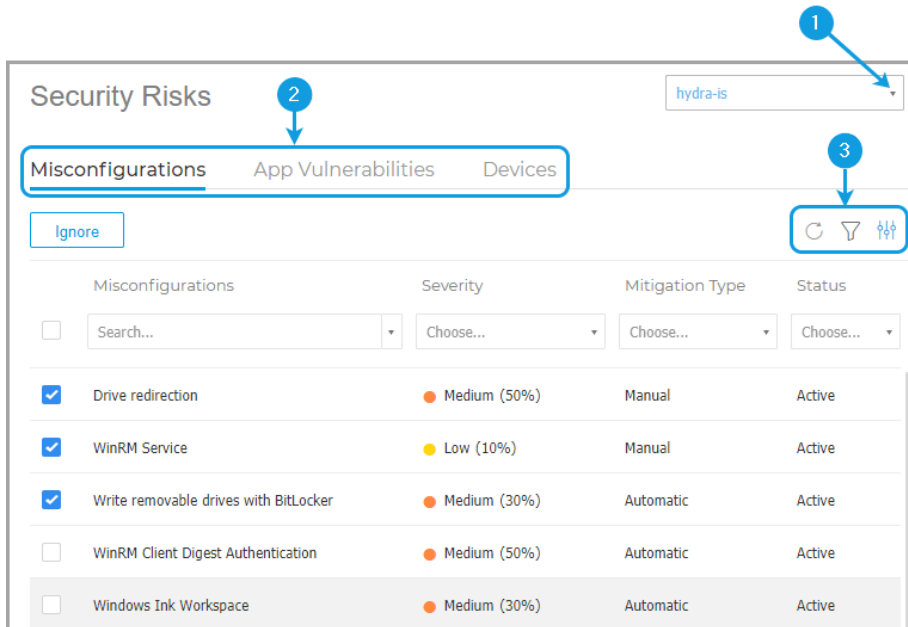 1
Security Risks
hydra-is
2
Misconfigurations App Vulnerabilities Devices
3
Ignore
Misconfigurations Severity Mitigation Type Status
Search... Choose... Choose... Choose...
Drive redirection Medium (50%) Manual Active
WinRM Service Low (10%) Manual Active
Write removable drives with BitLocker Medium (30%) Automatic Active
WinRM Client Digest Authentication Medium (50%) Automatic Active
Windows Ink Workspace Medium (30%) Automatic Active